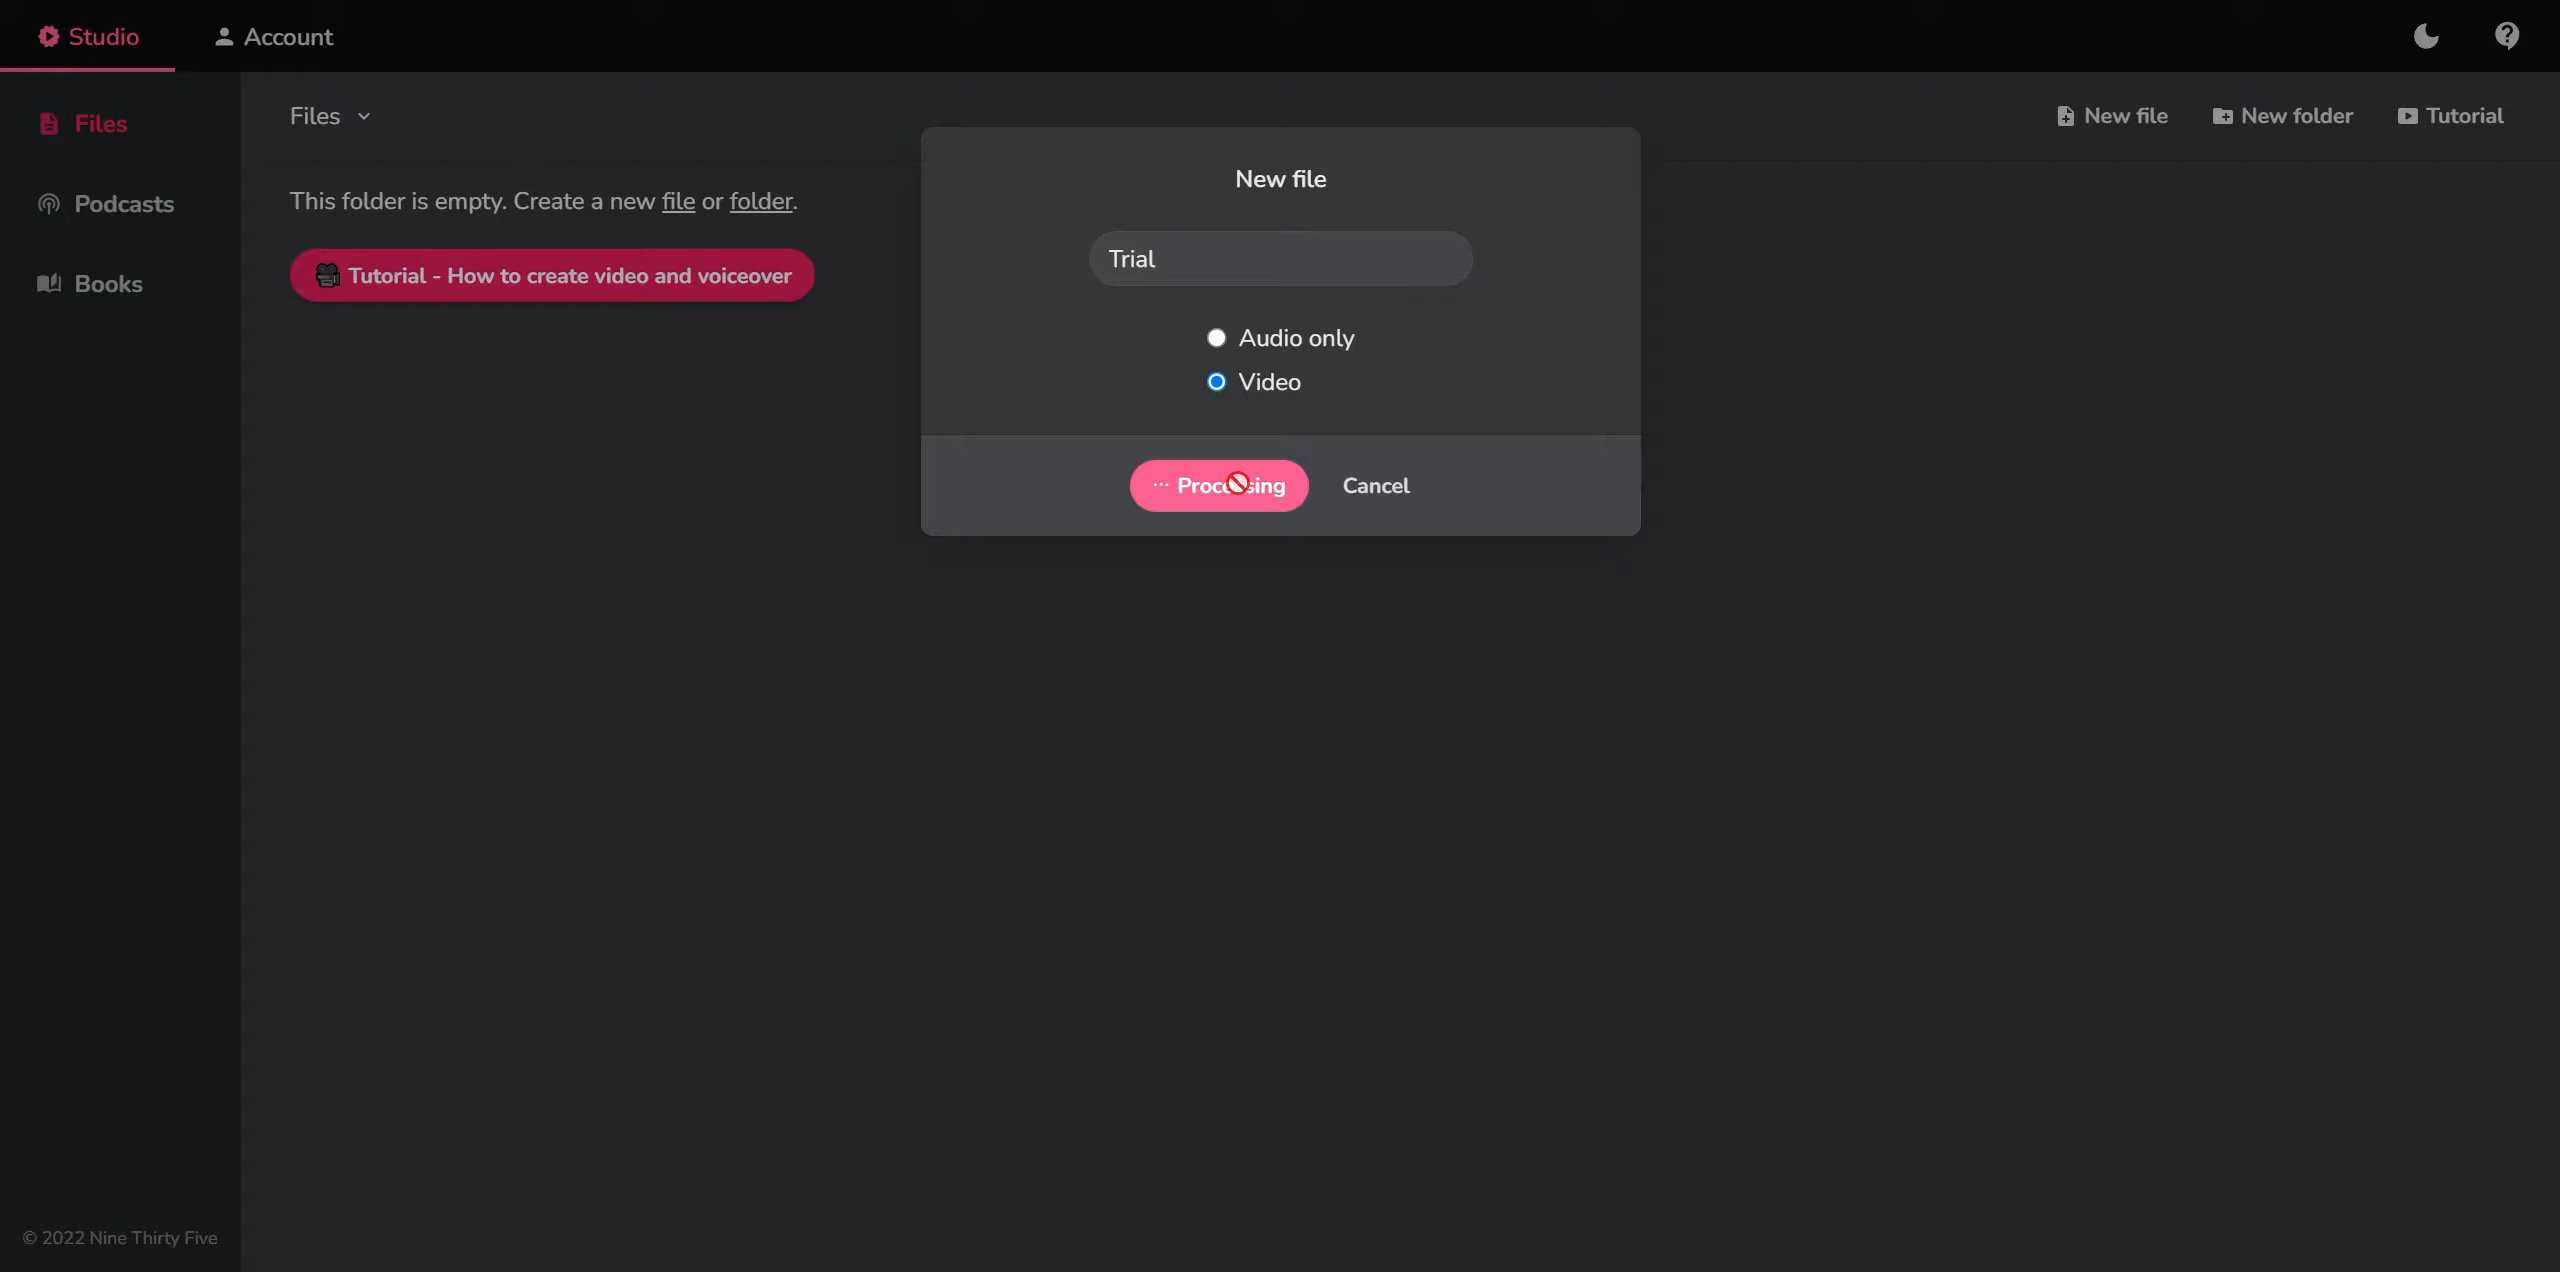 Studio
Account
Files
Podcasts
Books
Files
New file
New folder
Tutorial
This folder is empty. Create a new file or folder.
Tutorial - How to create video and voiceover
New file
Trial
Audio only
Video
Cancel
© 2022 Nine Thirty Five